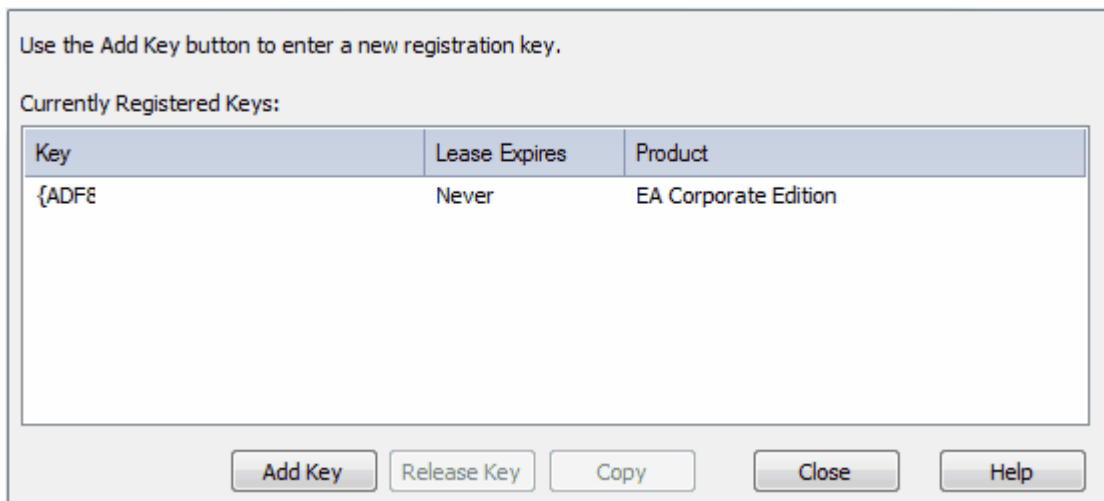 Use the Add Key button to enter a new registration key.
Currently Registered Keys:
Key Lease Expires Product
{ADF8 Never EA Corporate Edition
Add Key Release Key Copy Close Help